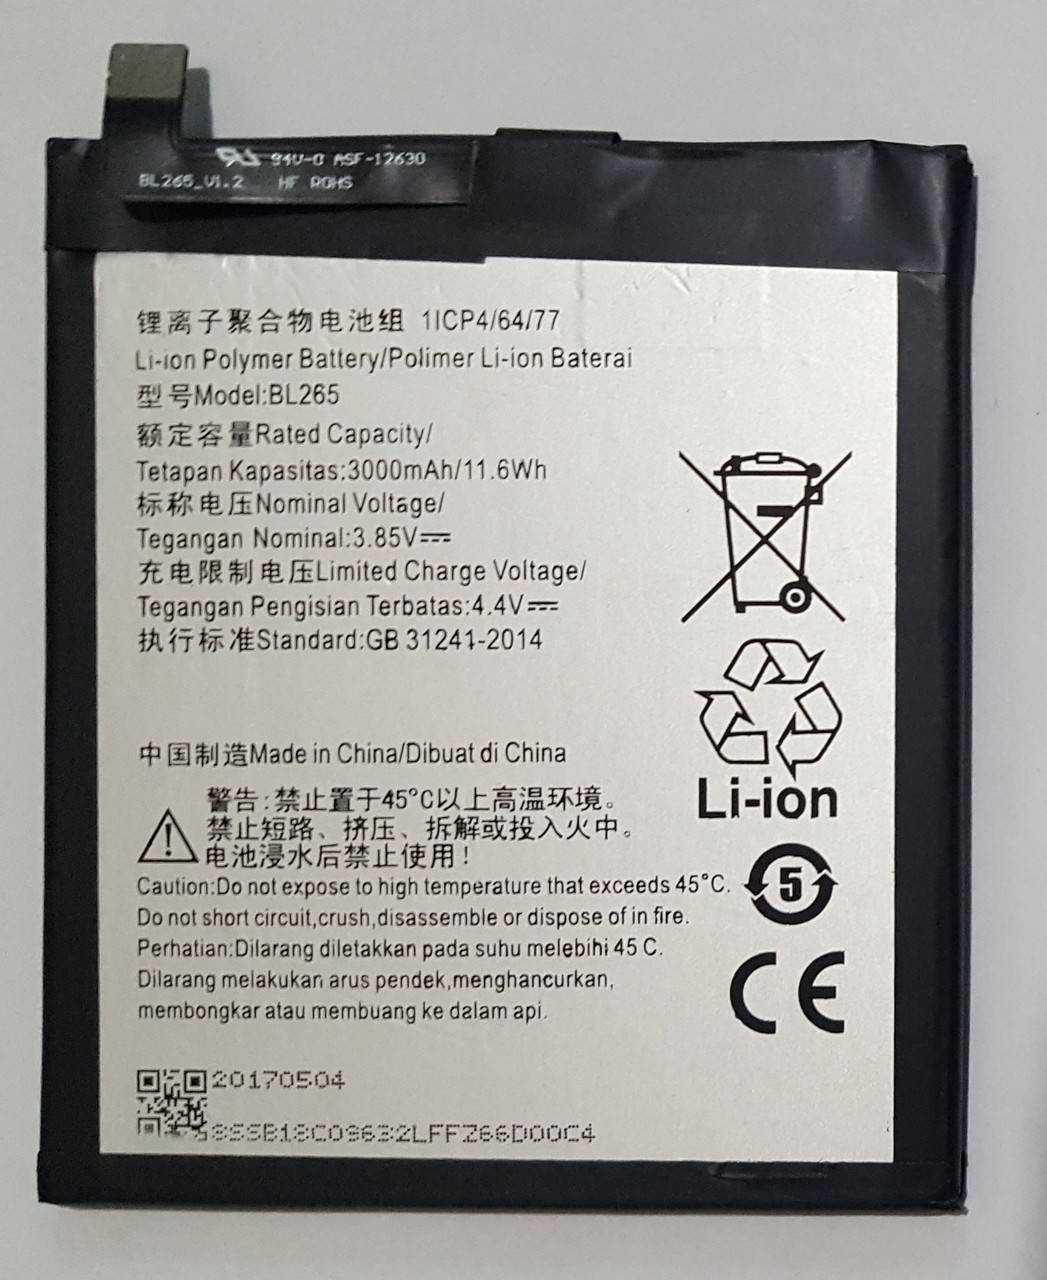 94V-0 ASF-12630
BL265_V1.2 HF ROHS
锂离子聚合物电池组 1ICP4/64/77
Li-ion Polymer Battery/Polimer Li-ion Baterai
型号Model:BL265
额定容量Rated Capacity/
Tetapan Kapasitas:3000mAh/11.6Wh
标称电压Nominal Voltage/
Tegangan Nominal:3.85V⎓
充电限制电压Limited Charge Voltage/
Tegangan Pengisian Terbatas:4.4V⎓
执行标准Standard:GB 31241-2014
Li-ion
中国制造Made in China/Dibuat di China
警告:禁止置于45°C以上高温环境。
禁止短路、挤压、拆解或投入火中。
电池浸水后禁止使用!
Caution:Do not expose to high temperature that exceeds 45°C.
Do not short circuit,crush,disassemble or dispose of in fire.
Perhatian:Dilarang diletakkan pada suhu melebihi 45 C.
Dilarang melakukan arus pendek,menghancurkan,
membongkar atau membuang ke dalam api.
5
CE
20170504